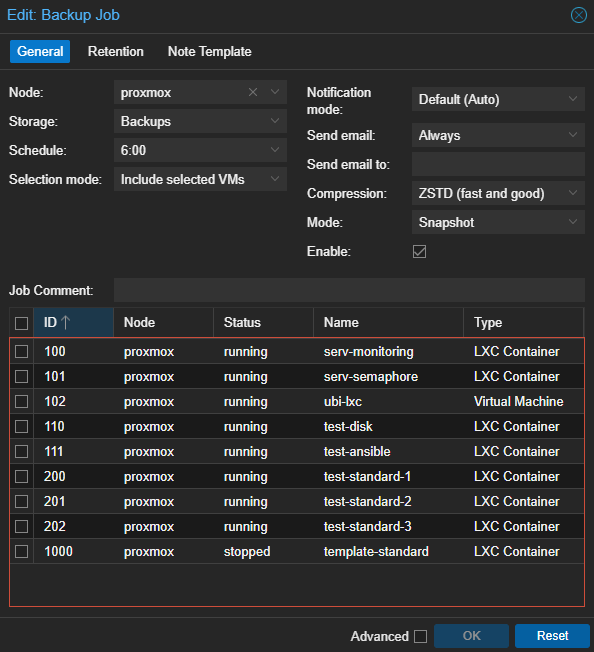 Edit: Backup Job
General Retention Note Template
Node: proxmox
Storage: Backups
Schedule: 6:00
Selection mode: Include selected VMs
Notification mode: Default (Auto)
Send email: Always
Send email to:
Compression: ZSTD (fast and good)
Mode: Snapshot
Enable:
Job Comment:
ID Node Status Name Type
100 proxmox running serv-monitoring LXC Container
101 proxmox running serv-semaphore LXC Container
102 proxmox running ubi-lxc Virtual Machine
110 proxmox running test-disk LXC Container
111 proxmox running test-ansible LXC Container
200 proxmox running test-standard-1 LXC Container
201 proxmox running test-standard-2 LXC Container
202 proxmox running test-standard-3 LXC Container
1000 proxmox stopped template-standard LXC Container
Advanced OK Reset